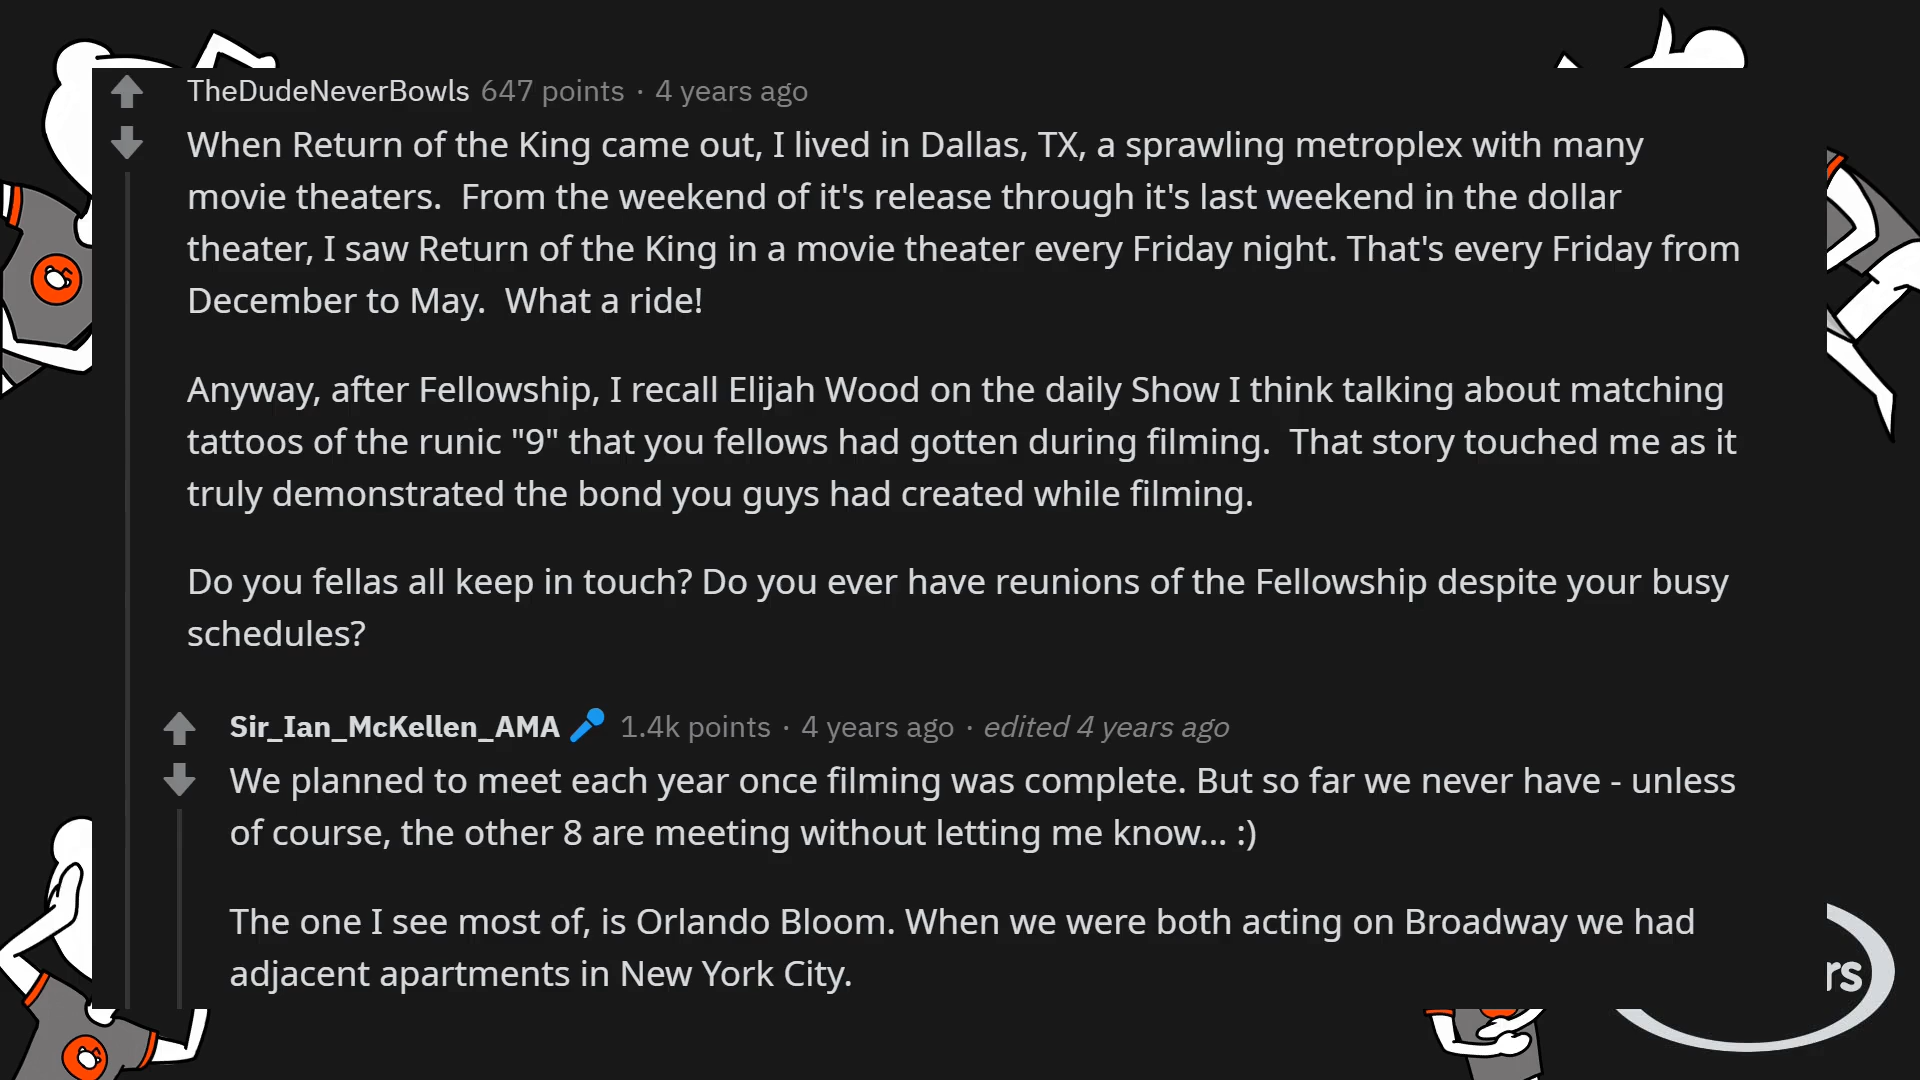 TheDudeNeverBowls 647 points · 4 years ago
When Return of the King came out, I lived in Dallas, TX, a sprawling metroplex with many
movie theaters.  From the weekend of it's release through it's last weekend in the dollar
theater, I saw Return of the King in a movie theater every Friday night. That's every Friday from
December to May.  What a ride!
Anyway, after Fellowship, I recall Elijah Wood on the daily Show I think talking about matching
tattoos of the runic "9" that you fellows had gotten during filming.  That story touched me as it
truly demonstrated the bond you guys had created while filming.
Do you fellas all keep in touch? Do you ever have reunions of the Fellowship despite your busy
schedules?
Sir_Ian_McKellen_AMA 🎤 1.4k points · 4 years ago · edited 4 years ago
We planned to meet each year once filming was complete. But so far we never have - unless
of course, the other 8 are meeting without letting me know... :)
The one I see most of, is Orlando Bloom. When we were both acting on Broadway we had
adjacent apartments in New York City.
rs